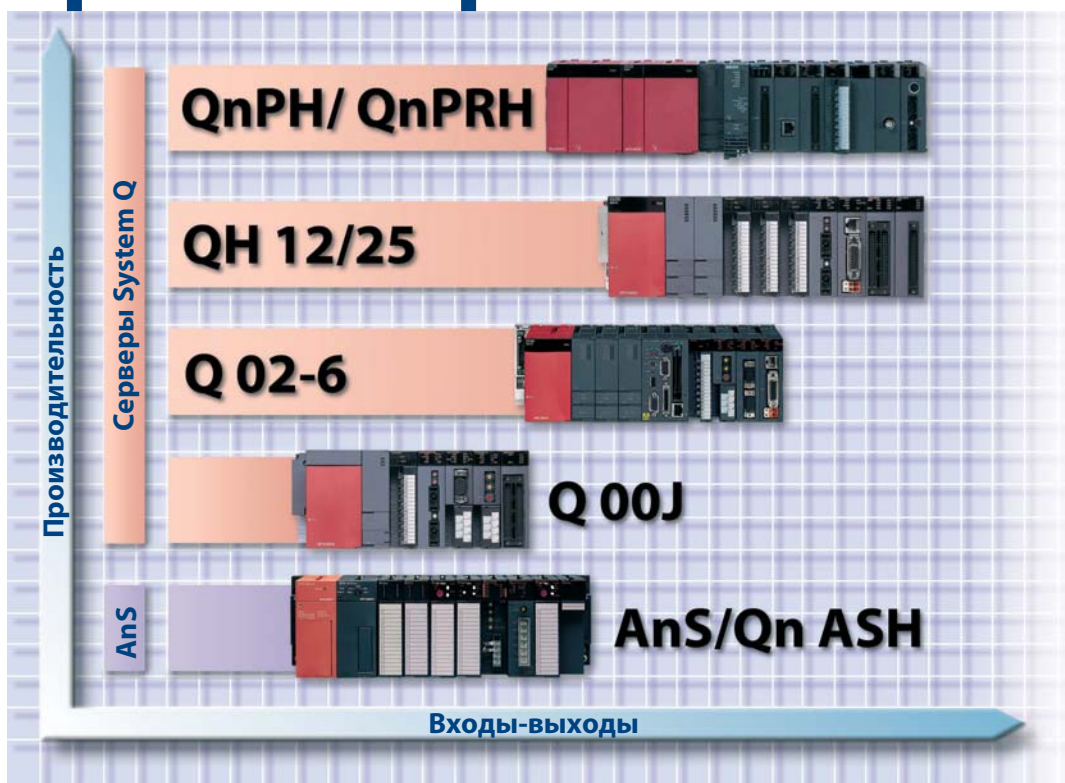 Производительность
Серверы System Q
AnS
QnPH/ QnPRH
QH 12/25
Q 02-6
Q 00J
AnS/Qn ASH
Входы-выходы